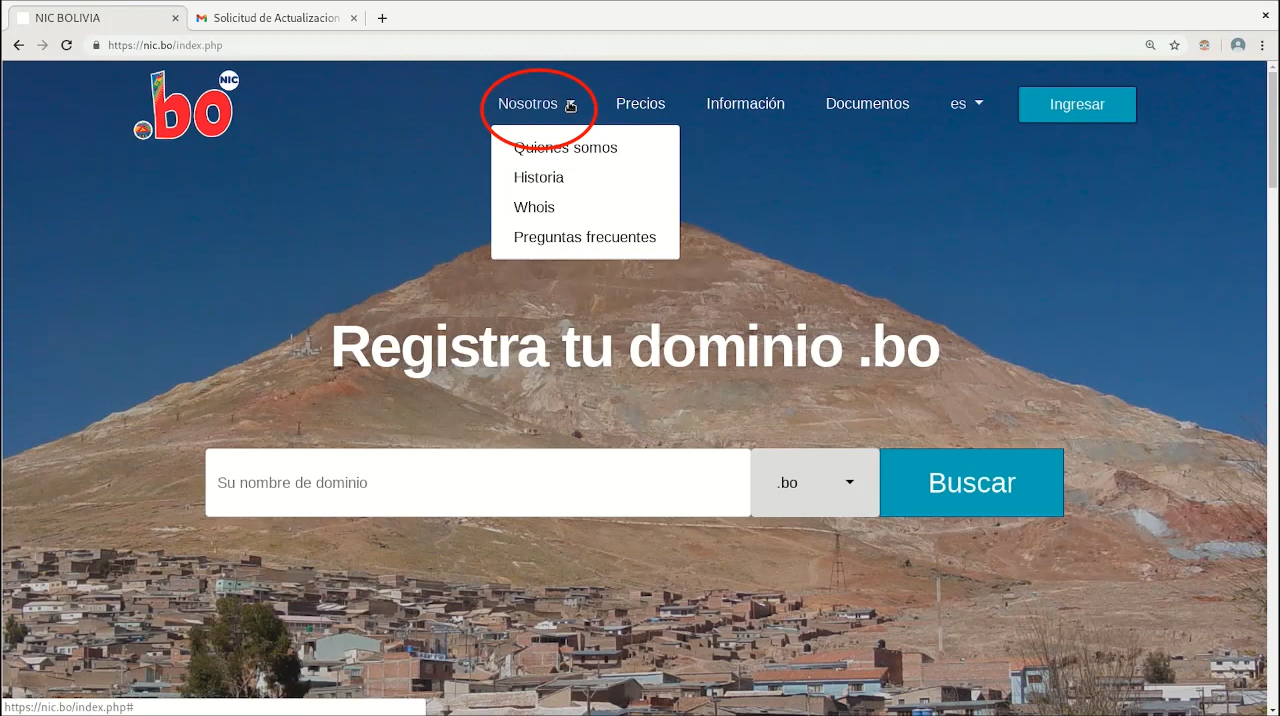 NIC BOLIVIA
Solicitud de Actualizacion
https://nic.bo/index.php
.bo NIC
Nosotros Precios Información Documentos es Ingresar
Quienes somos
Historia
Whois
Preguntas frecuentes
Registra tu dominio .bo
Su nombre de dominio .bo Buscar
https://nic.bo/index.php#